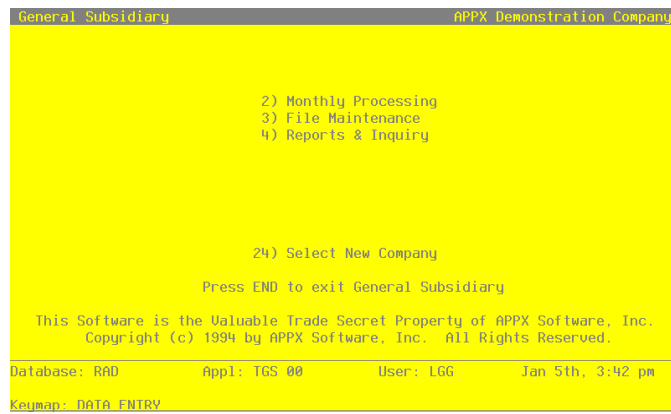 General Subsidiary APPX Demonstration Company
2) Monthly Processing
3) File Maintenance
4) Reports & Inquiry
24) Select New Company
Press END to exit General Subsidiary
This Software is the Valuable Trade Secret Property of APPX Software, Inc.
Copyright (c) 1994 by APPX Software, Inc. All Rights Reserved.
Database: RAD Appl: TGS 00 User: LGG Jan 5th, 3:42 pm
Keymap: DATA ENTRY